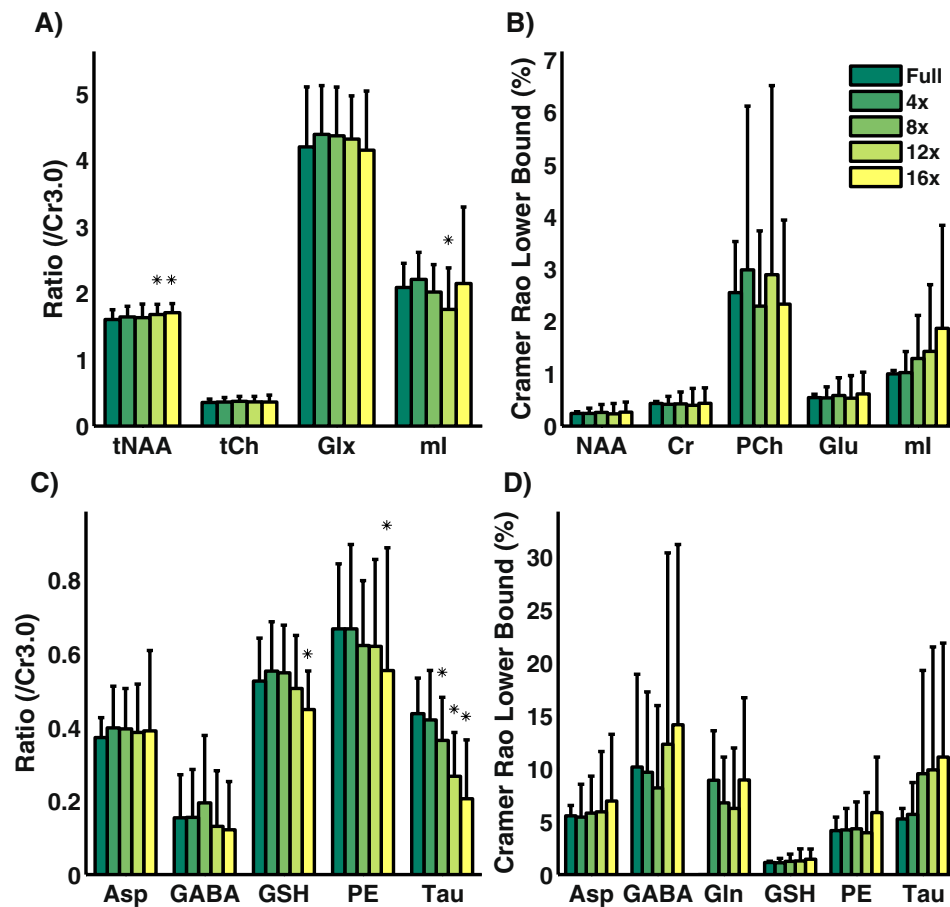 A)
Ratio (/Cr3.0)
5
4
3
2
1
0
* *
*
tNAA tCh Glx mI
B)
Cramer Rao Lower Bound (%)
7
6
5
4
3
2
1
0
Full
4x
8x
12x
16x
NAA Cr PCh Glu mI
C)
Ratio (/Cr3.0)
0.8
0.6
0.4
0.2
0
*
*
*
*
*
Asp GABA GSH PE Tau
D)
Cramer Rao Lower Bound (%)
30
25
20
15
10
5
0
Asp GABA Gln GSH PE Tau